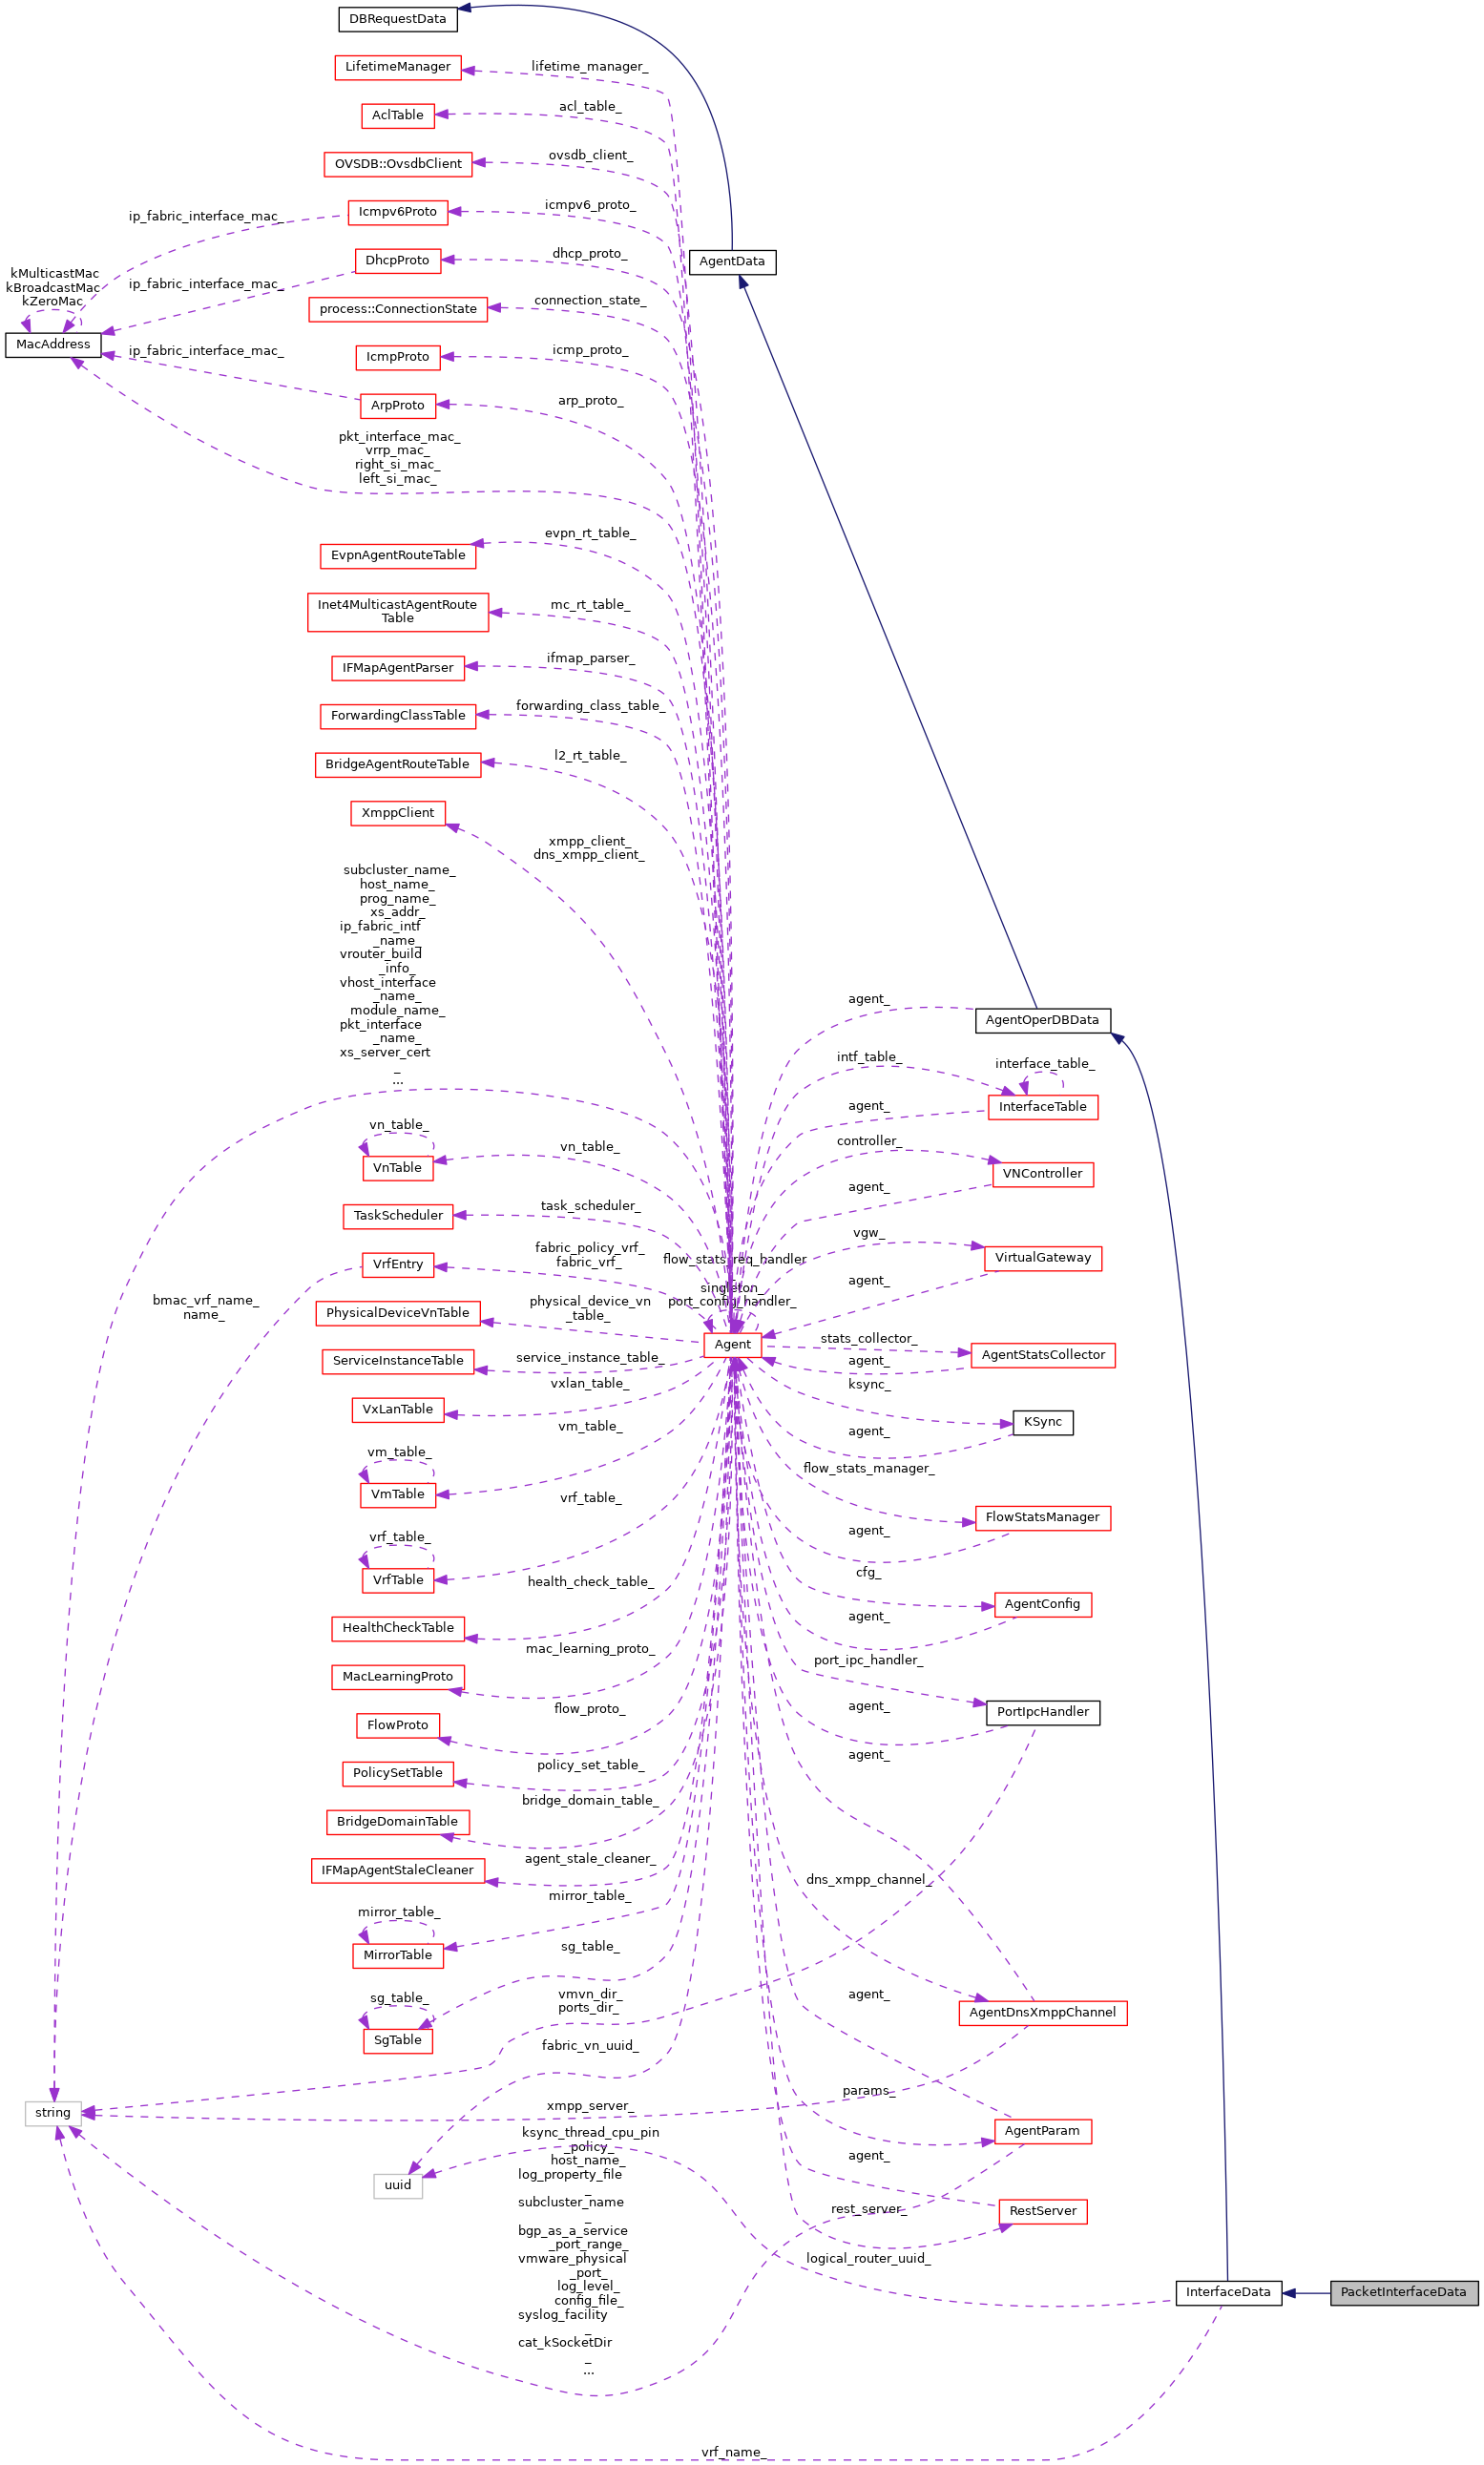 DBRequestData
LifetimeManager
lifetime_manager_
acl_table_
AclTable
ovsdb_client_
OVSDB::OvsdbClient
icmpv6_proto_
Icmpv6Proto
ip_fabric_interface_mac_
dhcp_proto_
DhcpProto
AgentData
kMulticastMac
kBroadcastMac
kZeroMac
ip_fabric_interface_mac_
connection_state_
process::ConnectionState
MacAddress
ip_fabric_interface_mac_
icmp_proto_
IcmpProto
arp_proto_
ArpProto
pkt_interface_mac_
vrrp_mac_
right_si_mac_
left_si_mac_
evpn_rt_table_
EvpnAgentRouteTable
mc_rt_table_
Inet4MulticastAgentRoute
Table
ifmap_parser_
IFMapAgentParser
forwarding_class_table_
ForwardingClassTable
l2_rt_table_
BridgeAgentRouteTable
XmppClient
xmpp_client_
dns_xmpp_client_
subcluster_name_
host_name_
prog_name_
xs_addr_
ip_fabric_intf
_name_
vrouter_build
_info_
vhost_interface
_name_
module_name_
pkt_interface
_name_
xs_server_cert
_
...
agent_
AgentOperDBData
intf_table_
interface_table_
agent_
InterfaceTable
vn_table_
vn_table_
VnTable
controller_
VNController
agent_
task_scheduler_
TaskScheduler
vgw_
fabric_policy_vrf_
fabric_vrf_
VrfEntry
flow_stats_req_handler
_
singleton_
port_config_handler_
VirtualGateway
agent_
bmac_vrf_name_
name_
physical_device_vn
_table_
PhysicalDeviceVnTable
Agent
stats_collector_
AgentStatsCollector
agent_
service_instance_table_
ServiceInstanceTable
vxlan_table_
VxLanTable
ksync_
KSync
agent_
vm_table_
vm_table_
VmTable
flow_stats_manager_
FlowStatsManager
agent_
vrf_table_
vrf_table_
VrfTable
cfg_
AgentConfig
agent_
health_check_table_
HealthCheckTable
mac_learning_proto_
MacLearningProto
port_ipc_handler_
PortIpcHandler
agent_
flow_proto_
FlowProto
agent_
policy_set_table_
PolicySetTable
bridge_domain_table_
BridgeDomainTable
agent_stale_cleaner_
IFMapAgentStaleCleaner
dns_xmpp_channel_
mirror_table_
mirror_table_
MirrorTable
sg_table_
sg_table_
SgTable
vmvn_dir_
ports_dir_
agent_
AgentDnsXmppChannel
fabric_vn_uuid_
params_
string
xmpp_server_
AgentParam
ksync_thread_cpu_pin
_policy_
host_name_
log_property_file
_
subcluster_name
_
bgp_as_a_service
_port_range_
vmware_physical
_port_
log_level_
config_file_
syslog_facility
_
cat_kSocketDir
_
...
uuid
agent_
rest_server_
RestServer
logical_router_uuid_
InterfaceData
PacketInterfaceData
vrf_name_